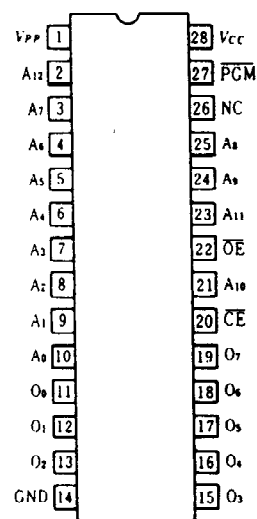 VPP 1 28 VCC
A12 2 27 PGM
A7 3 26 NC
A6 4 25 A8
A5 5 24 A9
A4 6 23 A11
A3 7 22 OE
A2 8 21 A10
A1 9 20 CE
A0 10 19 O7
O0 11 18 O6
O1 12 17 O5
O2 13 16 O4
GND 14 15 O3